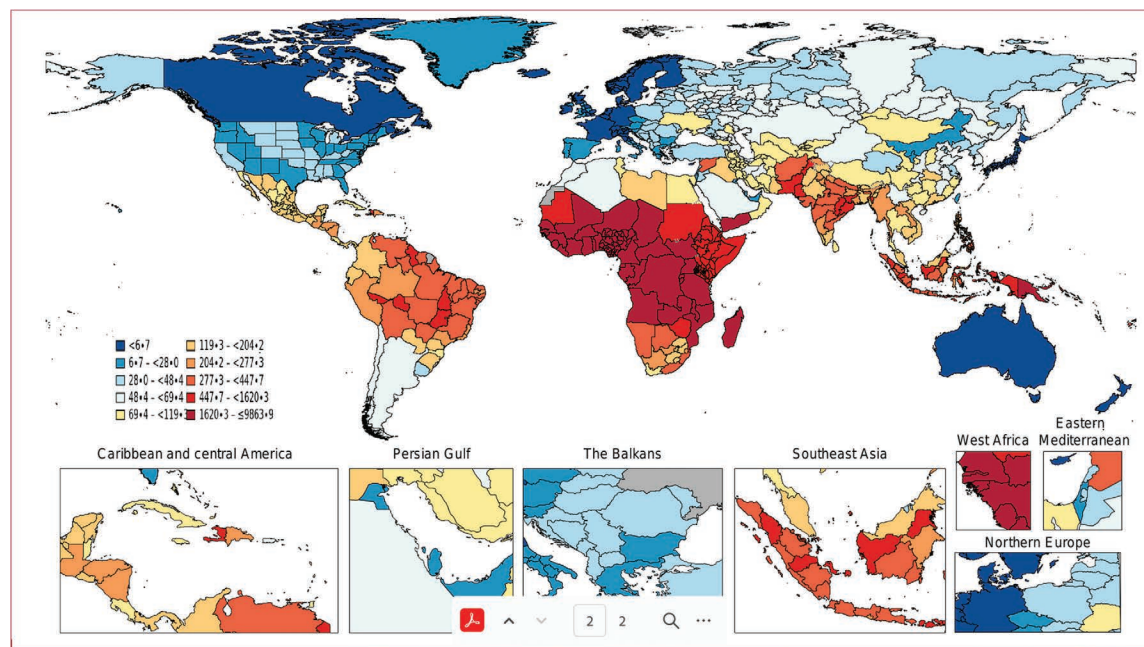 <6•7
6•7 – <28•0
28•0 – <48•4
48•4 – <69•4
69•4 – <119•3
119•3 – <204•2
204•2 – <277•3
277•3 – <447•7
447•7 – <1620•3
1620•3 – ≤9863•9
Caribbean and central America
Persian Gulf
The Balkans
Southeast Asia
West Africa
Eastern
Mediterranean
Northern Europe
2 2